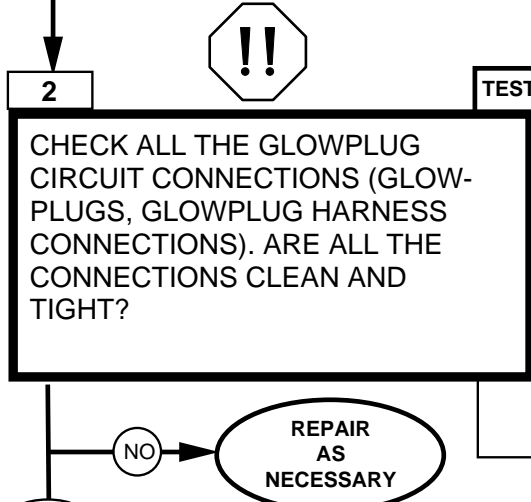 !!
2
TEST
CHECK ALL THE GLOWPLUG
CIRCUIT CONNECTIONS (GLOW-
PLUGS, GLOWPLUG HARNESS
CONNECTIONS). ARE ALL THE
CONNECTIONS CLEAN AND
TIGHT?
NO
REPAIR
AS
NECESSARY